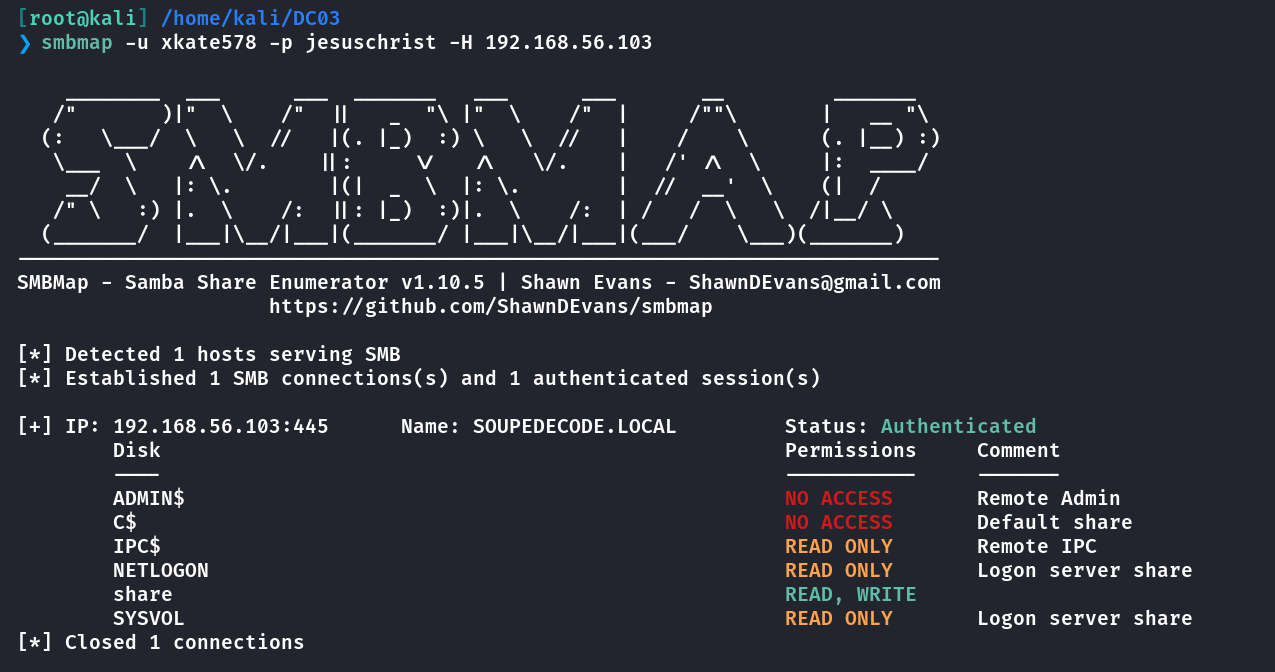 [root@kali] /home/kali/DC03
❯ smbmap -u xkate578 -p jesuschrist -H 192.168.56.103
SMBMAP
SMBMap - Samba Share Enumerator v1.10.5 | Shawn Evans - ShawnDEvans@gmail.com
https://github.com/ShawnDEvans/smbmap
[*] Detected 1 hosts serving SMB
[*] Established 1 SMB connections(s) and 1 authenticated session(s)
[+] IP: 192.168.56.103:445 Name: SOUPEDECODE.LOCAL Status: Authenticated
Disk Permissions Comment
---- ----------- -------
ADMIN$ NO ACCESS Remote Admin
C$ NO ACCESS Default share
IPC$ READ ONLY Remote IPC
NETLOGON READ ONLY Logon server share
share READ, WRITE
SYSVOL READ ONLY Logon server share
[*] Closed 1 connections